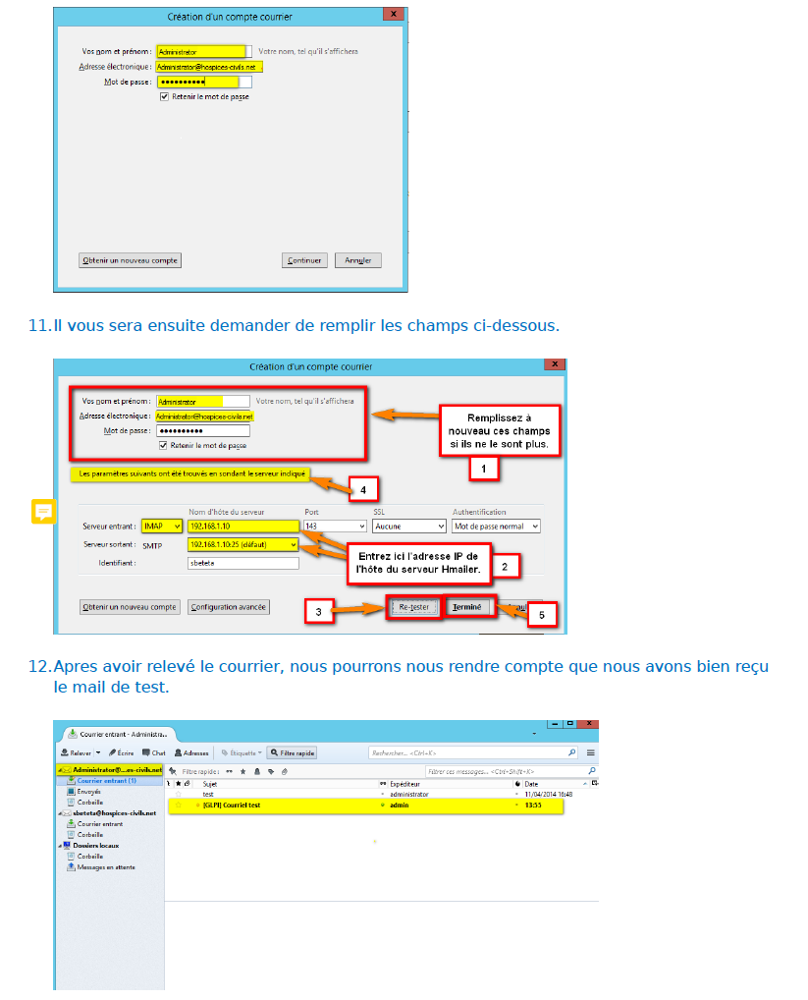 Création d'un compte courrier
x
Vos nom et prénom : Administrator Votre nom, tel qu'il s'affichera
Adresse électronique : Administrator@hospices-civils.net
Mot de passe : ●●●●●●●●●●
Retenir le mot de passe
Obtenir un nouveau compte Continuer Annuler
11. Il vous sera ensuite demander de remplir les champs ci-dessous.
Création d'un compte courrier
x
Vos nom et prénom : Administrator Votre nom, tel qu'il s'affichera
Adresse électronique : Administrator@hospices-civils.net
Mot de passe : ●●●●●●●●●●
Retenir le mot de passe
Remplissez à
nouveau ces champs
si ils ne le sont plus.
1
Les paramètres suivants ont été trouvés en sondant le serveur indiqué
4
Nom d'hôte du serveur Port SSL Authentification
Serveur entrant : IMAP 192.168.1.10 143 Aucune Mot de passe normal
Serveur sortant : SMTP 192.168.1.10:25 (défaut)
Identifiant : sbeteta
Entrez ici l'adresse IP de
l'hôte du serveur Hmailer.
2
Obtenir un nouveau compte Configuration avancée Re-tester Terminé
3
5
12. Apres avoir relevé le courrier, nous pourrons nous rendre compte que nous avons bien reçu
le mail de test.
Courrier entrant - Administra...
Relever Écrire Chat Adresses Étiquette Filtre rapide Rechercher... <Ctrl+K>
Administrator@...es-civils.net
Courrier entrant (1)
Envoyés
Corbeille
sbeteta@hospices-civils.net
Courrier entrant
Corbeille
Dossiers locaux
Corbeille
Messages en attente
Filtre rapide : Filtrer ces messages... <Ctrl+Shift+K>
Sujet Expéditeur Date
test administrator 11/04/2014 16:48
[GLPI] Courriel test admin 13:55